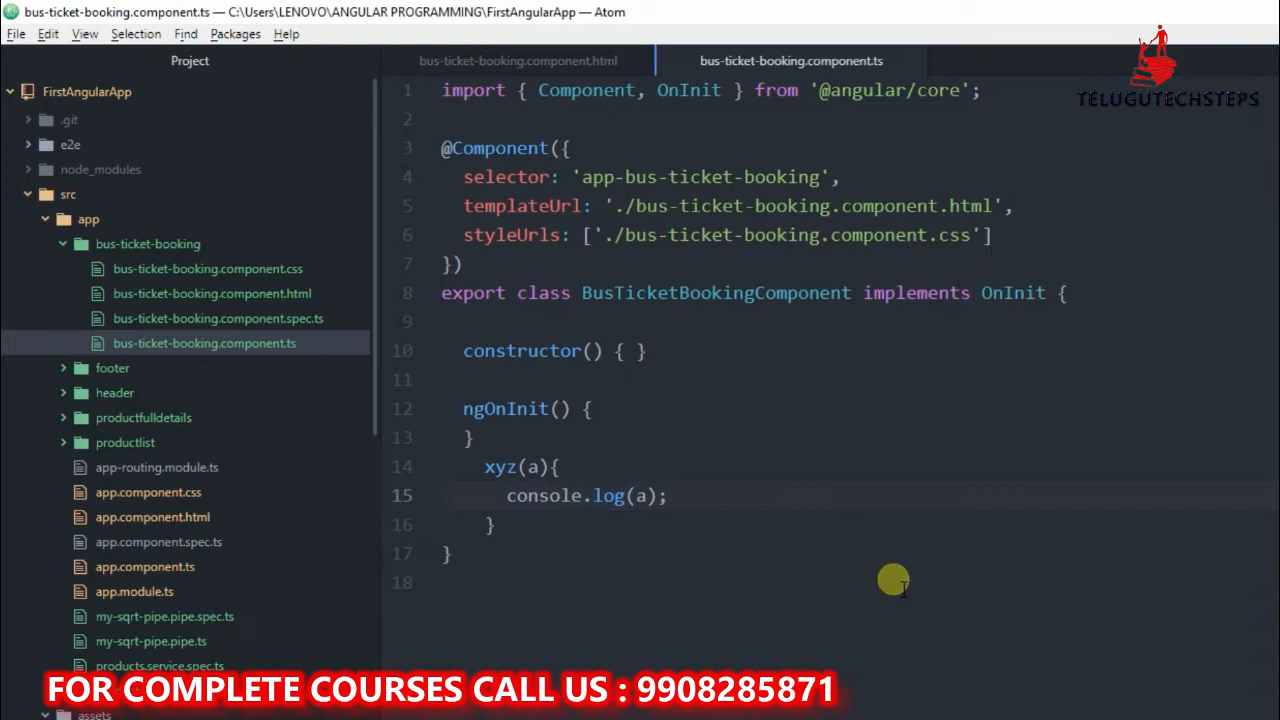 bus-ticket-booking.component.ts — C:\Users\LENOVO\ANGULAR PROGRAMMING\FirstAngularApp — Atom
File Edit View Selection Find Packages Help
Project
FirstAngularApp
.git
e2e
node_modules
src
app
bus-ticket-booking
bus-ticket-booking.component.css
bus-ticket-booking.component.html
bus-ticket-booking.component.spec.ts
bus-ticket-booking.component.ts
footer
header
productfulldetails
productlist
app-routing.module.ts
app.component.css
app.component.html
app.component.spec.ts
app.component.ts
app.module.ts
my-sqrt-pipe.pipe.spec.ts
my-sqrt-pipe.pipe.ts
products.service.spec.ts
assets
bus-ticket-booking.component.html
bus-ticket-booking.component.ts
1 import { Component, OnInit } from '@angular/core';
2
3 @Component({
4 selector: 'app-bus-ticket-booking',
5 templateUrl: './bus-ticket-booking.component.html',
6 styleUrls: ['./bus-ticket-booking.component.css']
7 })
8 export class BusTicketBookingComponent implements OnInit {
9
10 constructor() { }
11
12 ngOnInit() {
13 }
14 xyz(a){
15 console.log(a);
16 }
17 }
18
TELUGUTECHSTEPS
FOR COMPLETE COURSES CALL US : 9908285871